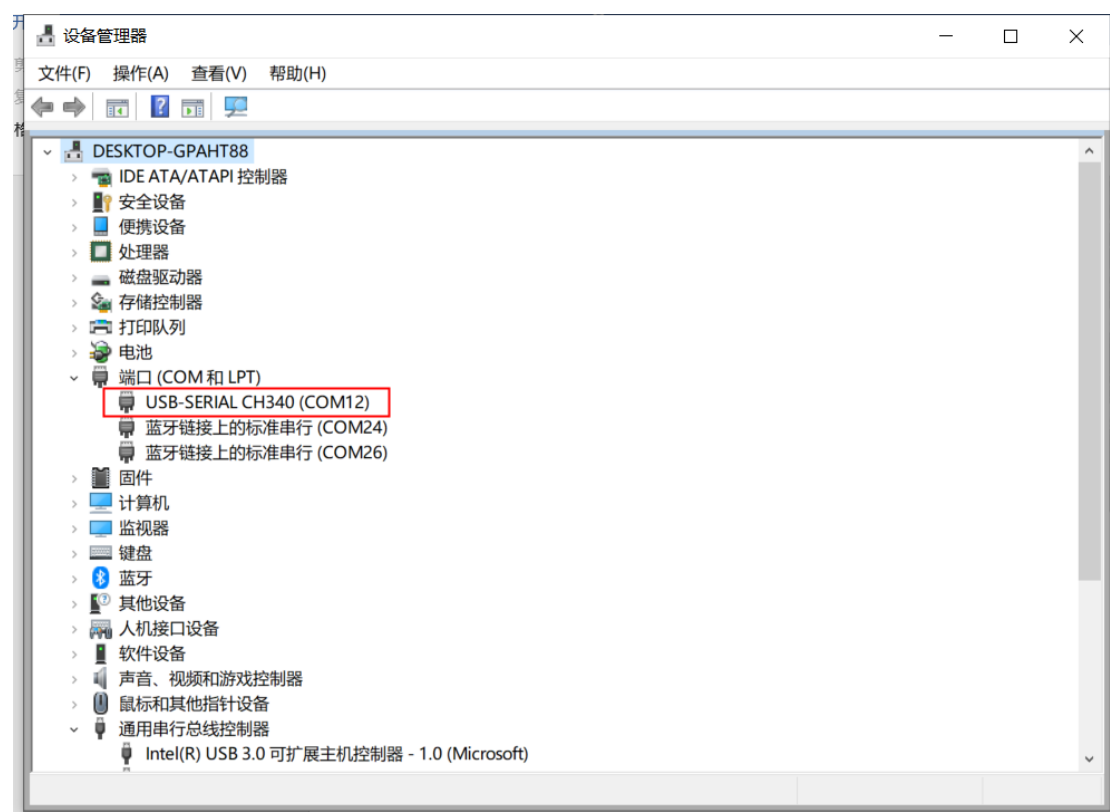 设备管理器
文件(F) 操作(A) 查看(V) 帮助(H)
DESKTOP-GPAHT88
IDE ATA/ATAPI 控制器
安全设备
便携设备
处理器
磁盘驱动器
存储控制器
打印队列
电池
端口 (COM 和 LPT)
USB-SERIAL CH340 (COM12)
蓝牙链接上的标准串行 (COM24)
蓝牙链接上的标准串行 (COM26)
固件
计算机
监视器
键盘
蓝牙
其他设备
人机接口设备
软件设备
声音、视频和游戏控制器
鼠标和其他指针设备
通用串行总线控制器
Intel(R) USB 3.0 可扩展主机控制器 - 1.0 (Microsoft)